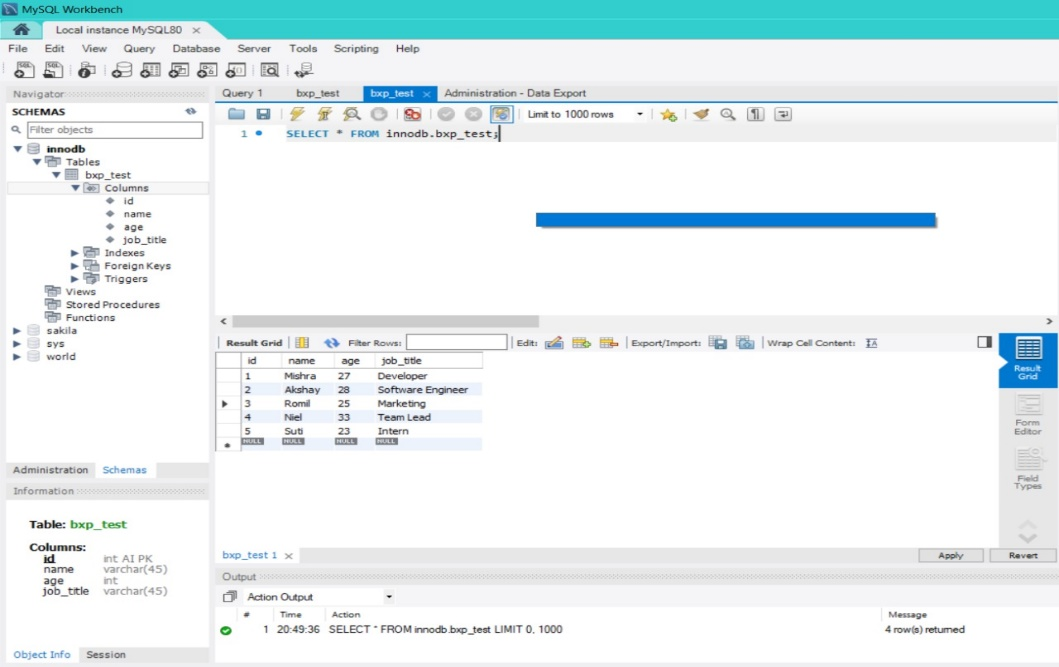 MySQL Workbench
Local instance MySQL80 ×
File Edit View Query Database Server Tools Scripting Help
Navigator
SCHEMAS
Filter objects
innodb
Tables
bxp_test
Columns
id
name
age
job_title
Indexes
Foreign Keys
Triggers
Views
Stored Procedures
Functions
sakila
sys
world
Administration Schemas
Information
Table: bxp_test
Columns:
id int AI PK
name varchar(45)
age int
job_title varchar(45)
Object Info Session
Query 1 bxp_test bxp_test × Administration - Data Export
Limit to 1000 rows
1 SELECT * FROM innodb.bxp_test;
Result Grid Filter Rows: Edit: Export/Import: Wrap Cell Content:
id name age job_title
1 Mishra 27 Developer
2 Akshay 28 Software Engineer
3 Romil 25 Marketing
4 Niel 33 Team Lead
5 Suti 23 Intern
NULL NULL NULL NULL
Result
Grid
Form
Editor
Field
Types
bxp_test 1 × Apply Revert
Output
Action Output
# Time Action Message
1 20:49:36 SELECT * FROM innodb.bxp_test LIMIT 0, 1000 4 row(s) returned